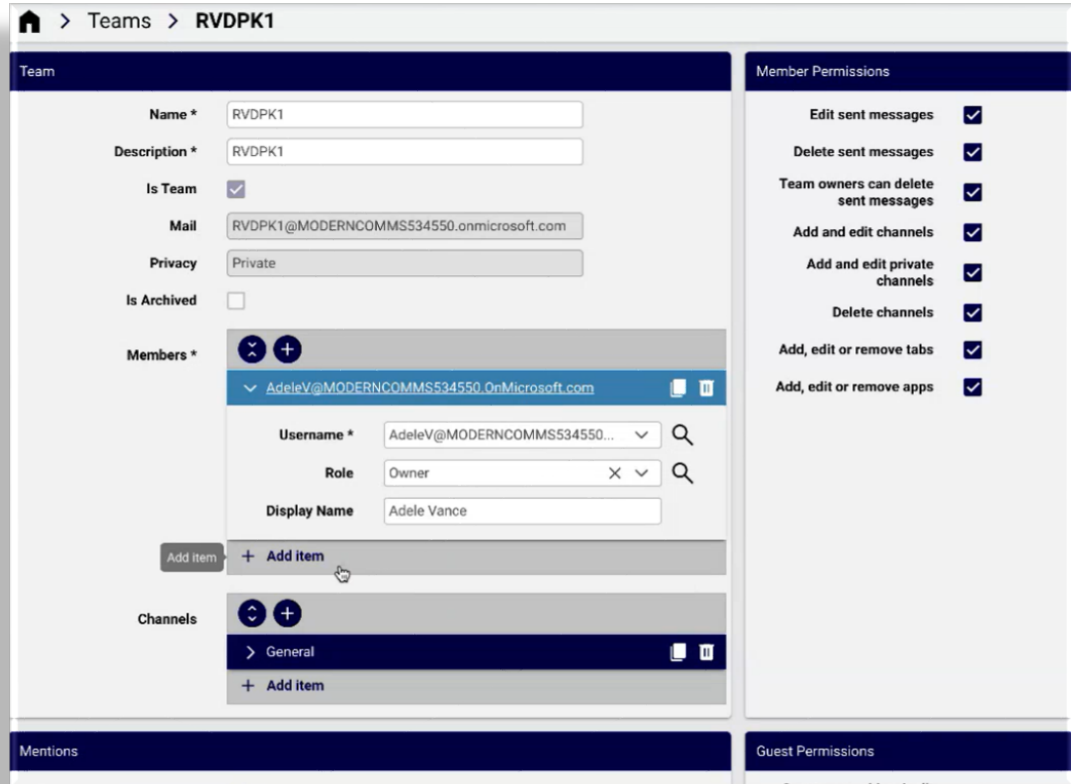 > Teams > RVDPK1
Team
Name * RVDPK1
Description * RVDPK1
Is Team
Mail RVDPK1@MODERNCOMMS534550.onmicrosoft.com
Privacy Private
Is Archived
Members *
AdeleV@MODERNCOMMS534550.OnMicrosoft.com
Username * AdeleV@MODERNCOMMS534550...
Role Owner
Display Name Adele Vance
Add item
+ Add item
Channels
General
+ Add item
Member Permissions
Edit sent messages
Delete sent messages
Team owners can delete
sent messages
Add and edit channels
Add and edit private
channels
Delete channels
Add, edit or remove tabs
Add, edit or remove apps
Mentions
Guest Permissions